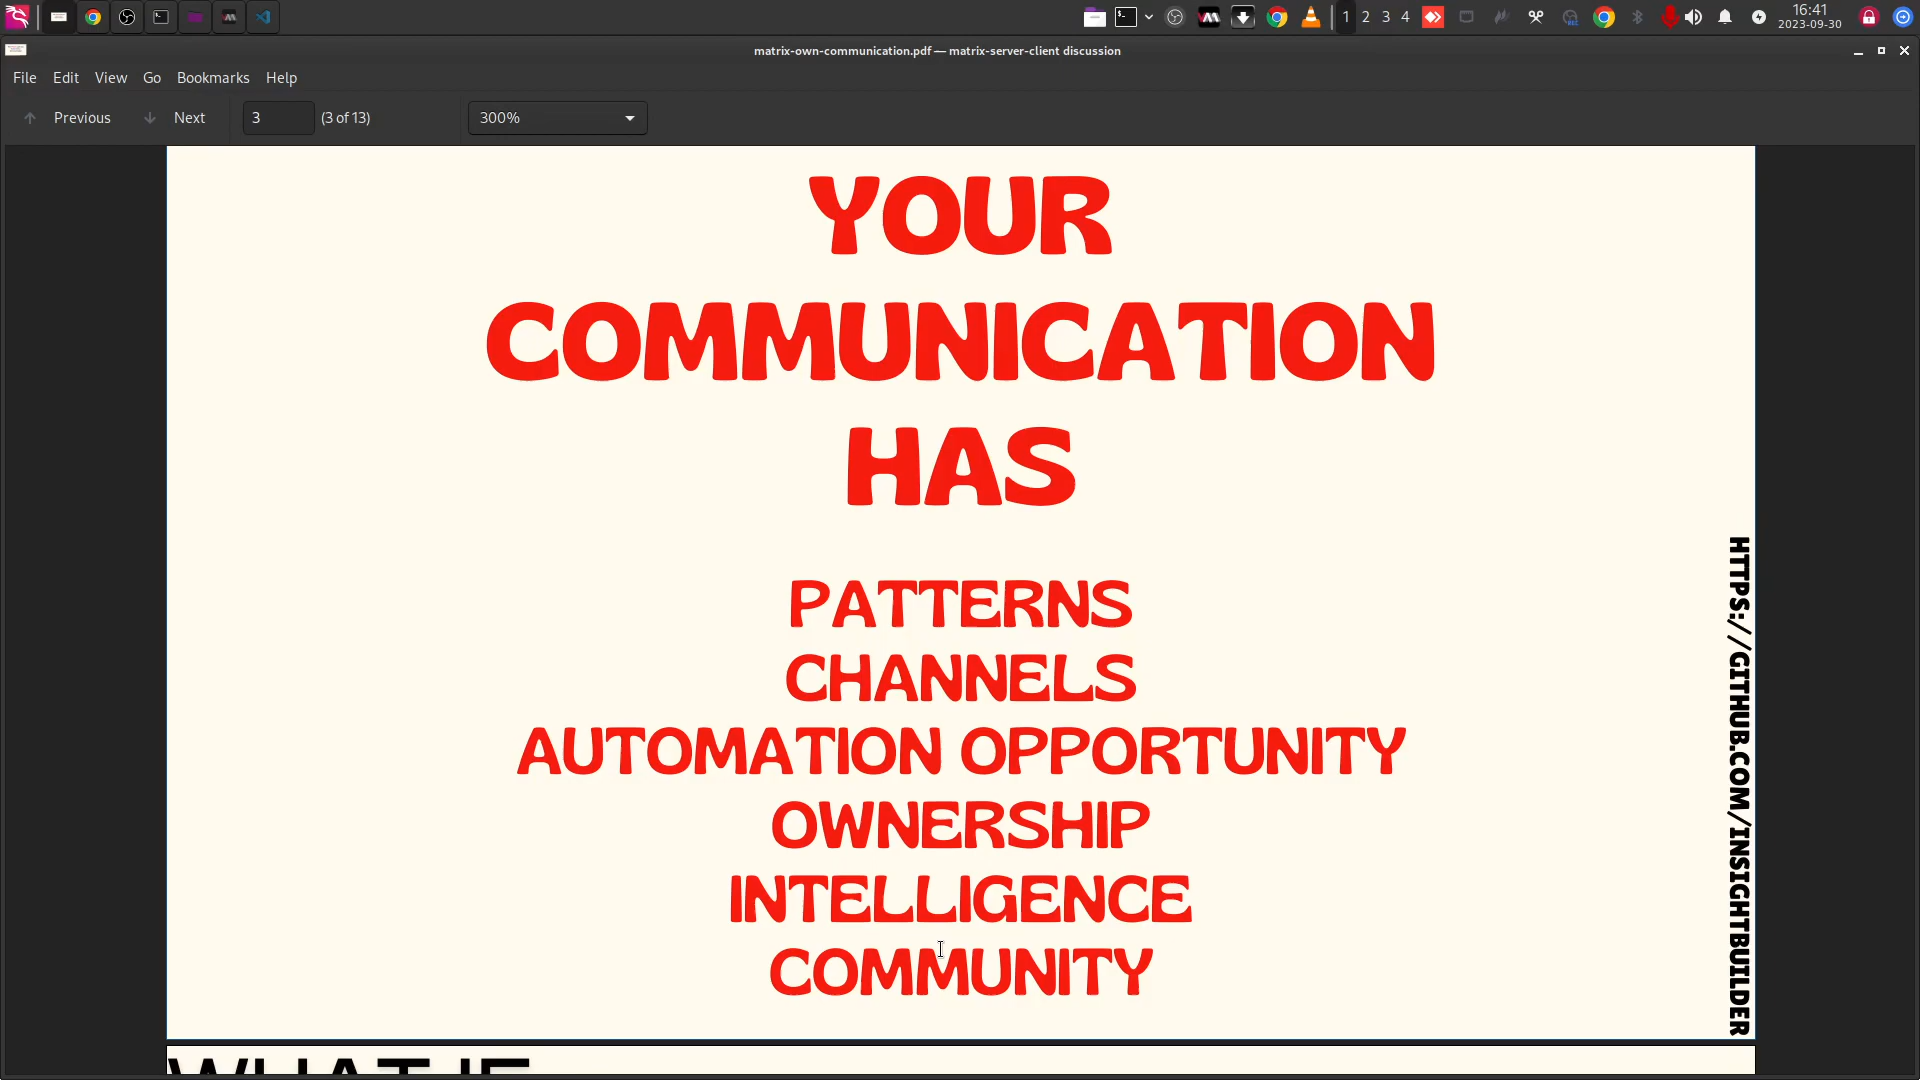 1 2 3 4
16:41
2023-09-30
matrix-own-communication.pdf — matrix-server-client discussion
File Edit View Go Bookmarks Help
Previous Next 3 (3 of 13) 300%
YOUR
COMMUNICATION
HAS
PATTERNS
CHANNELS
AUTOMATION OPPORTUNITY
OWNERSHIP
INTELLIGENCE
COMMUNITY
HTTPS://GITHUB.COM/INSIGHTBUILDER
WHAT IF